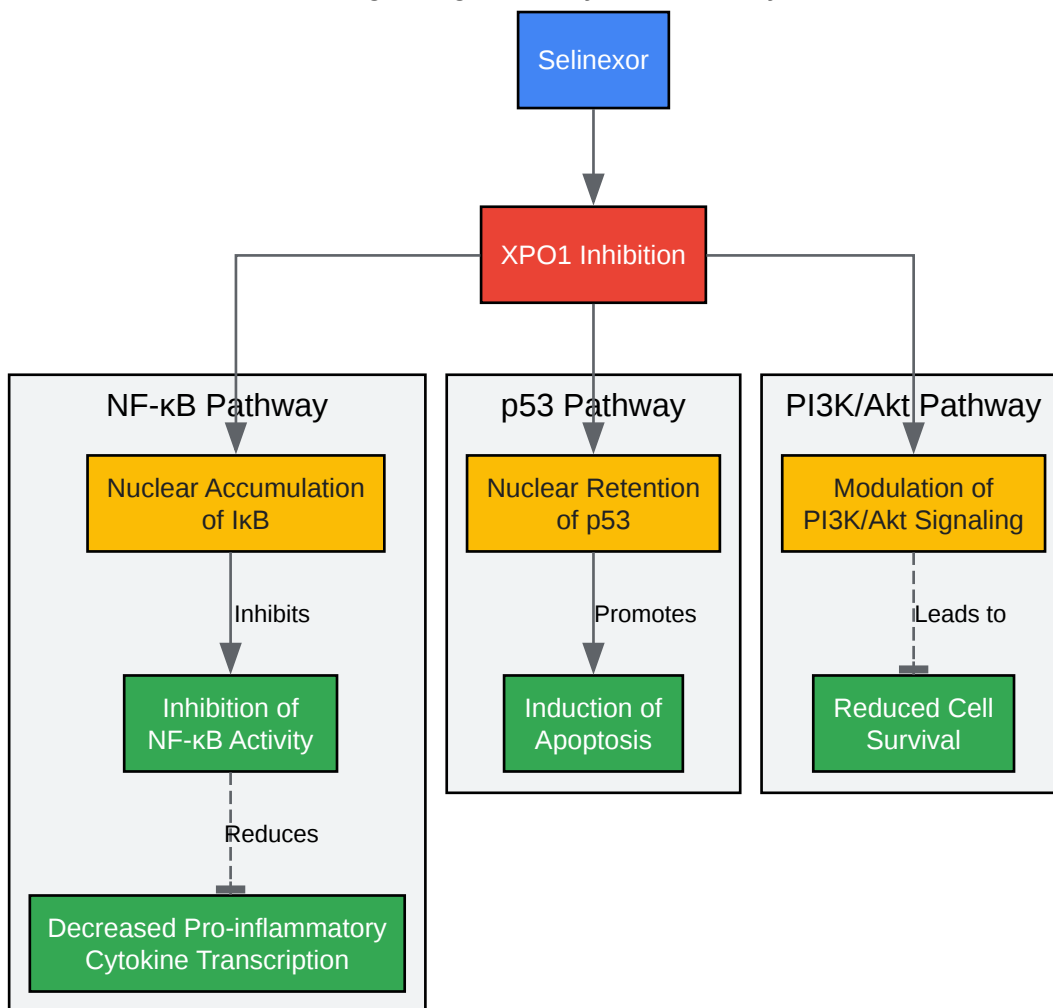 Selinexor
XPO1 Inhibition
NF-κB Pathway
Nuclear Accumulation
of IκB
Inhibits
Inhibition of
NF-κB Activity
Reduces
Decreased Pro-inflammatory
Cytokine Transcription
p53 Pathway
Nuclear Retention
of p53
Promotes
Induction of
Apoptosis
PI3K/Akt Pathway
Modulation of
PI3K/Akt Signaling
Leads to
Reduced Cell
Survival